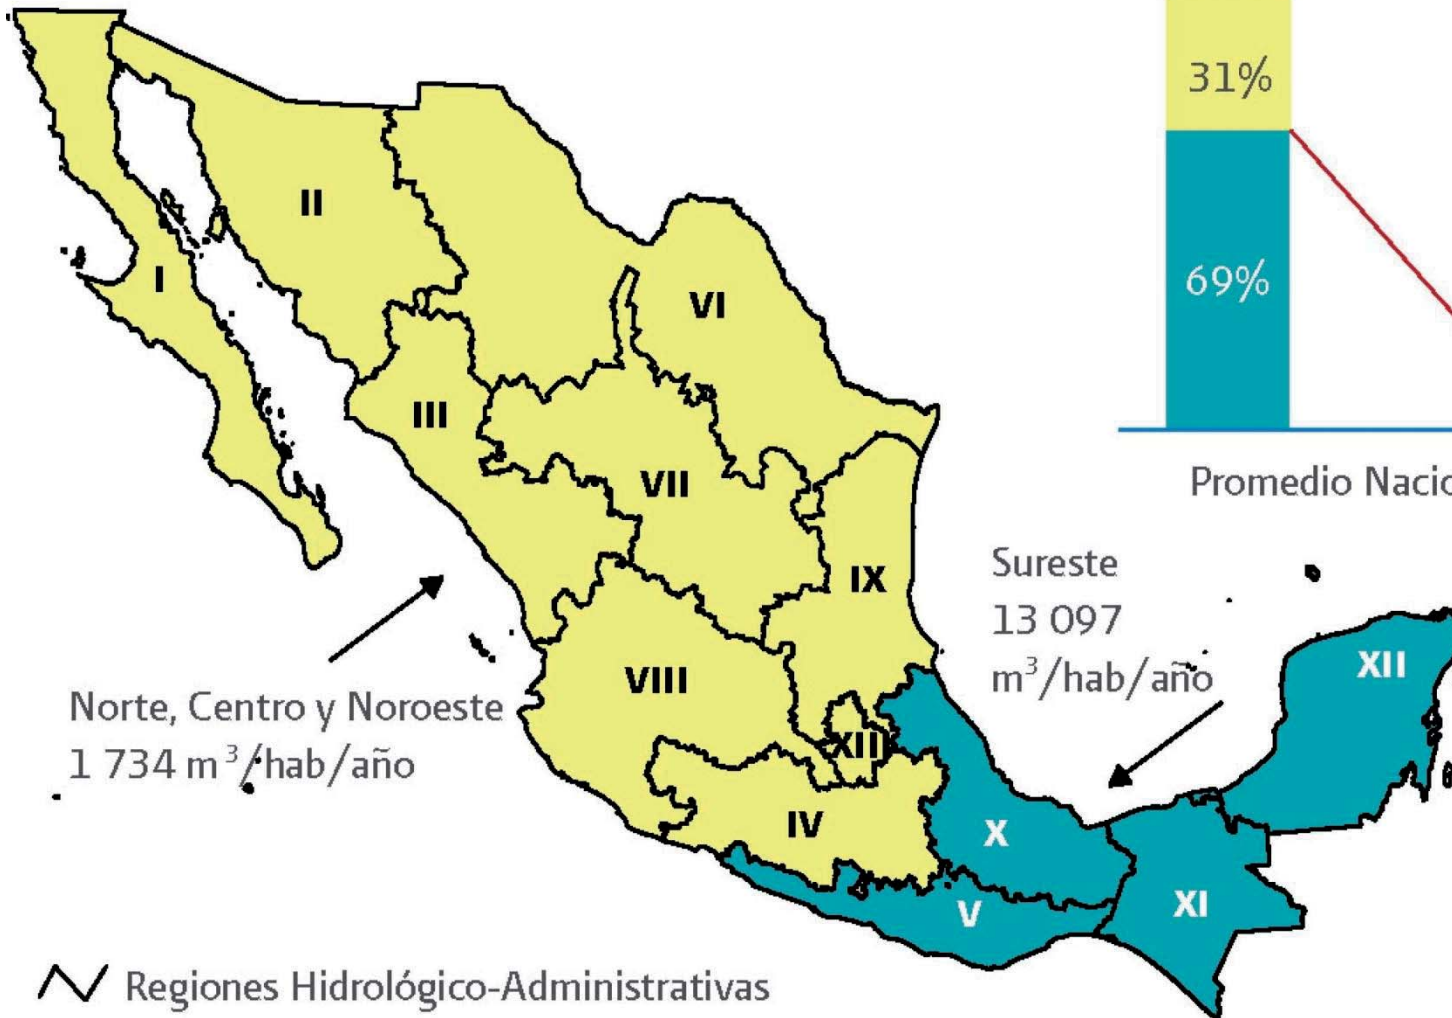 31%
69%
Promedio Nacio
II
I
VI
III
VII
IX
Sureste
13 097
m³/hab/año
XII
VIII
Norte, Centro y Noroeste
1 734 m³/hab/año
XIII
IV
X
XI
V
Regiones Hidrológico-Administrativas